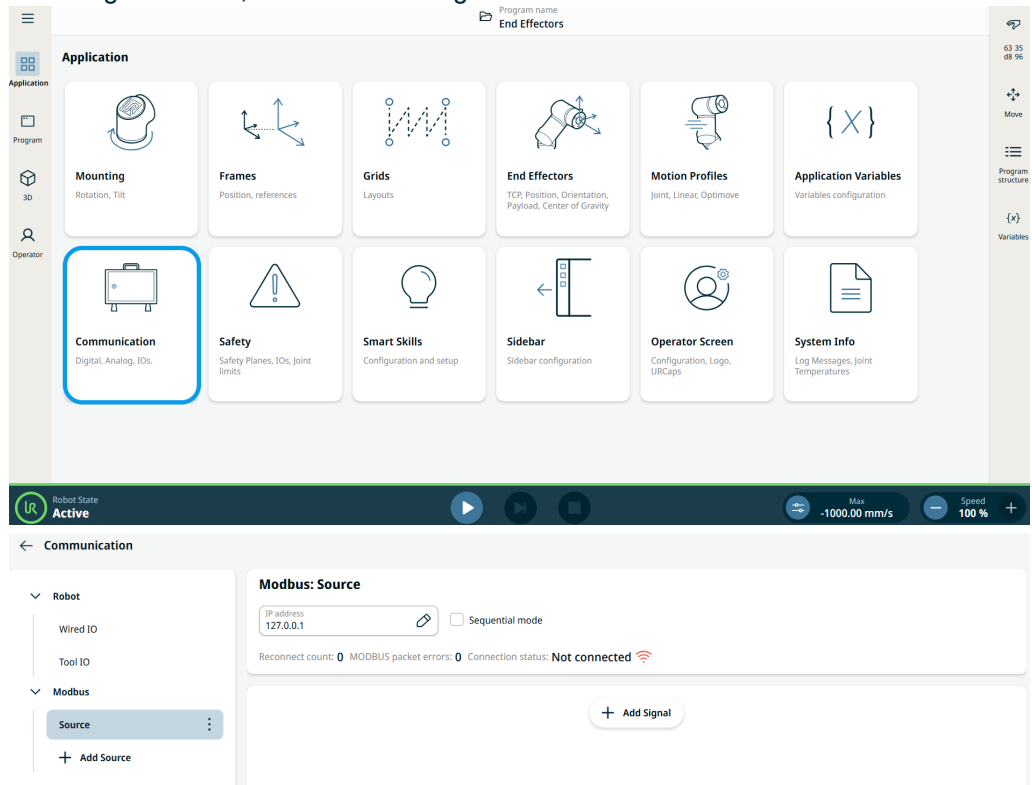 Program name
End Effectors
63 35
d8 96
Application
Application
Move
Program
Program
structure
3D
{x}
Variables
Operator
Mounting
Rotation, Tilt
Frames
Position, references
Grids
Layouts
End Effectors
TCP, Position, Orientation,
Payload, Center of Gravity
Motion Profiles
Joint, Linear, Optimove
{X}
Application Variables
Variables configuration
Communication
Digital, Analog, IOs.
Safety
Safety Planes, IOs, Joint
limits
Smart Skills
Configuration and setup
Sidebar
Sidebar configuration
Operator Screen
Configuration, Logo,
URCaps
System Info
Log Messages, Joint
Temperatures
UR
Robot State
Active
Max
-1000.00 mm/s
Speed
100 %
Communication
Robot
Wired IO
Tool IO
Modbus
Source
Add Source
Modbus: Source
IP address
127.0.0.1
Sequential mode
Reconnect count: 0 MODBUS packet errors: 0 Connection status: Not connected
Add Signal